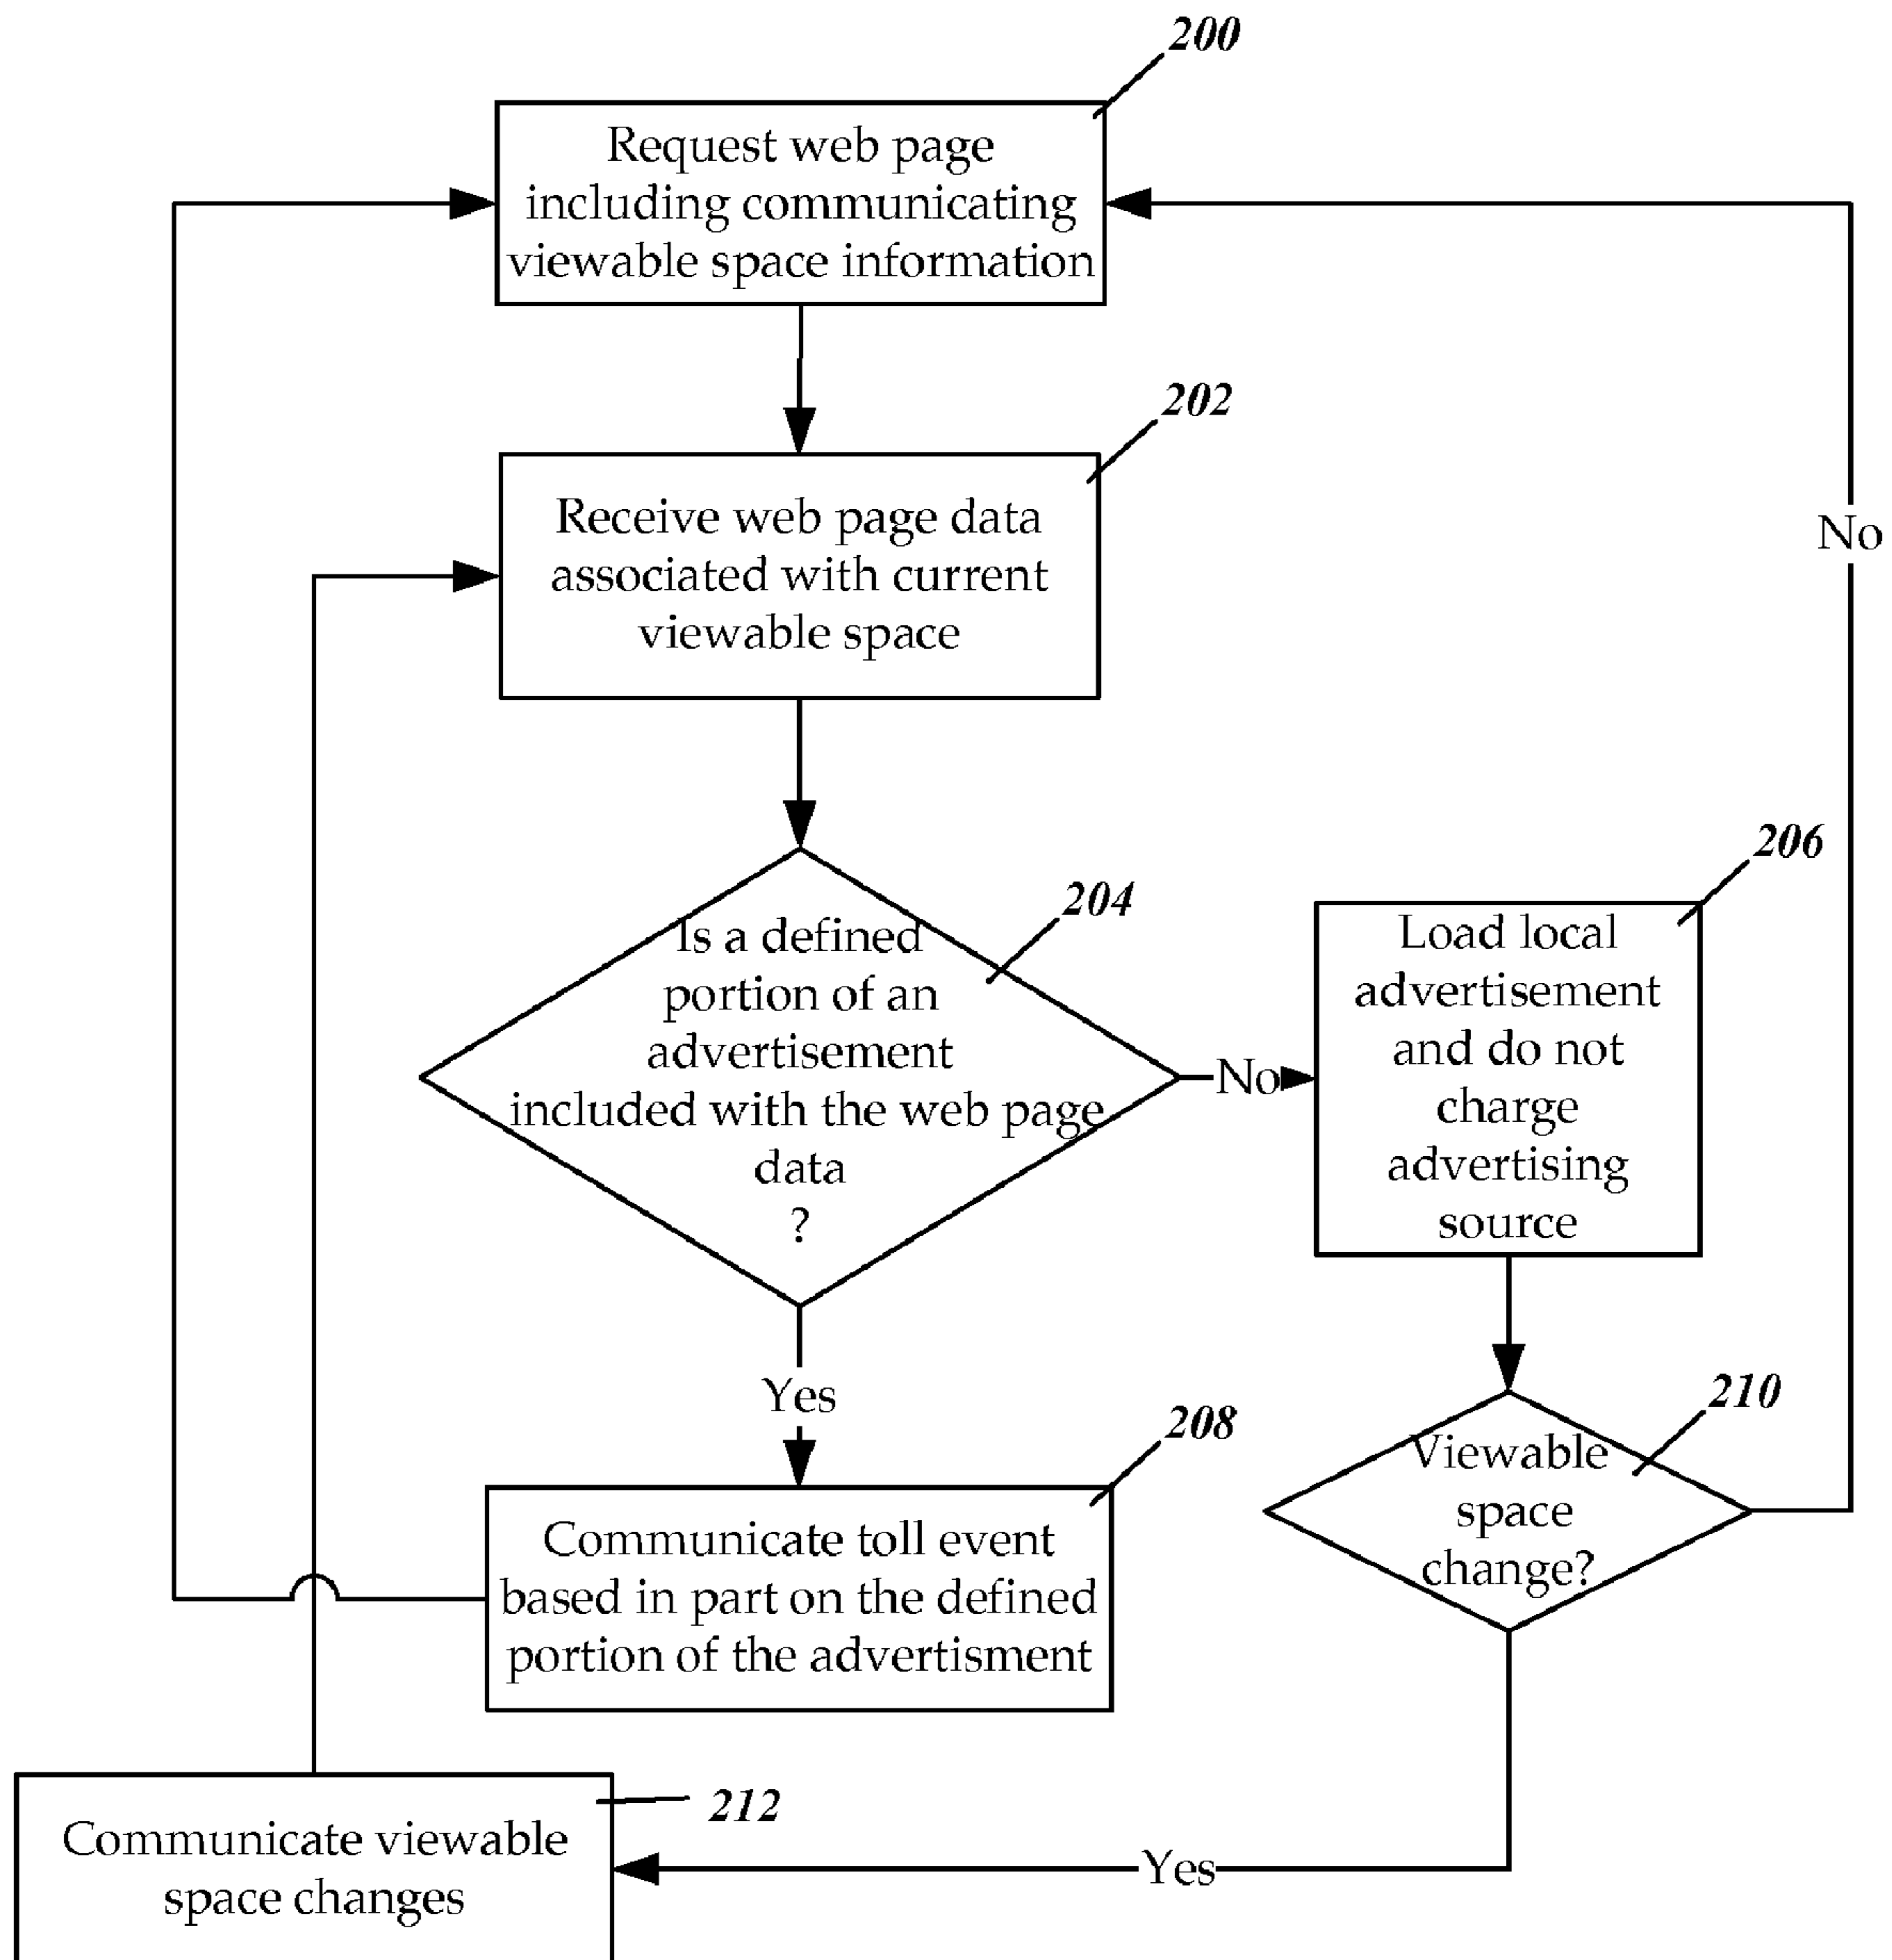 200
Request web page
including communicating
viewable space information
202
Receive web page data
associated with current
viewable space
No
204
Is a defined
portion of an
advertisement
included with the web page
data
?
No
206
Load local
advertisement
and do not
charge
advertising
source
Yes
208
Communicate toll event
based in part on the defined
portion of the advertisment
210
Viewable
space
change?
212
Communicate viewable
space changes
Yes